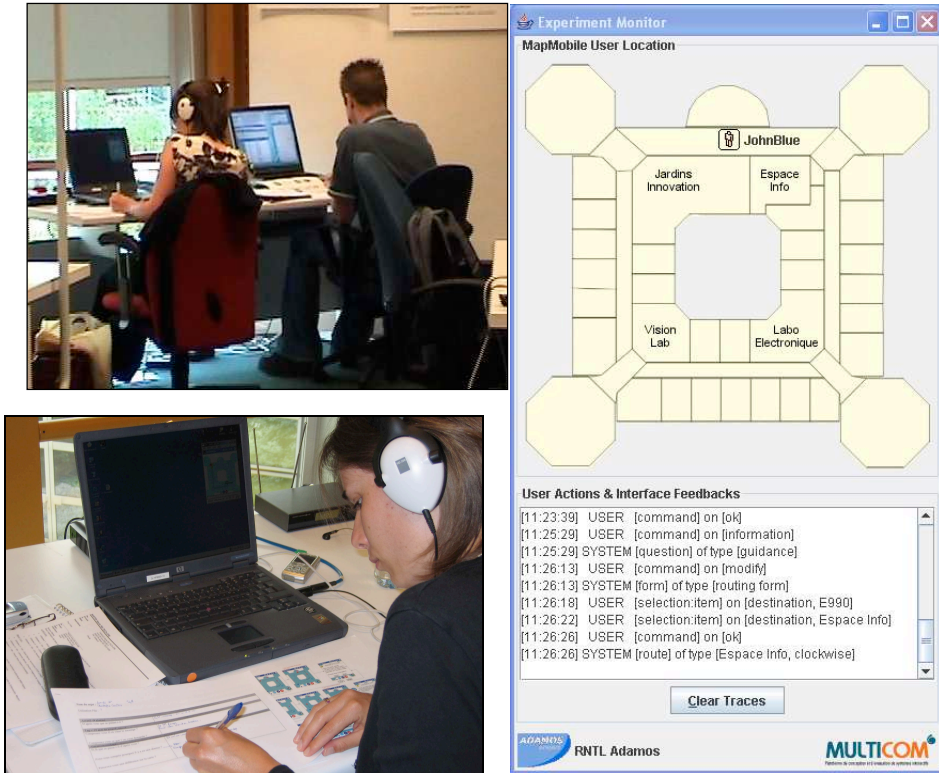 Experiment Monitor
MapMobile User Location
JohnBlue
Jardins
Innovation
Espace
Info
Vision
Lab
Labo
Electronique
User Actions & Interface Feedbacks
[11:23:39] USER [command] on [ok]
[11:25:29] USER [command] on [information]
[11:25:29] SYSTEM [question] of type [guidance]
[11:26:13] USER [command] on [modify]
[11:26:13] SYSTEM [form] of type [routing form]
[11:26:18] USER [selection:item] on [destination, E990]
[11:26:22] USER [selection:item] on [destination, Espace Info]
[11:26:26] USER [command] on [ok]
[11:26:26] SYSTEM [route] of type [Espace Info, clockwise]
Clear Traces
ADAMOS
RNTL Adamos
MULTICOM